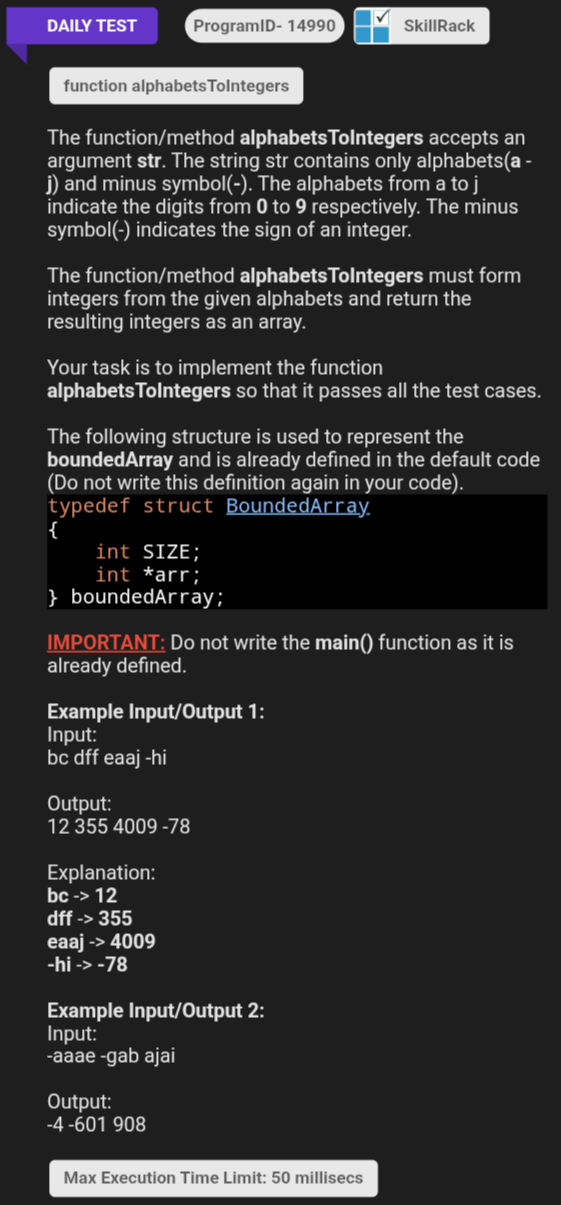 DAILY TEST
ProgramID- 14990
SkillRack
function alphabetsToIntegers
The function/method alphabetsToIntegers accepts an
argument str. The string str contains only alphabets(a -
j) and minus symbol(-). The alphabets from a to j
indicate the digits from 0 to 9 respectively. The minus
symbol(-) indicates the sign of an integer.
The function/method alphabetsToIntegers must form
integers from the given alphabets and return the
resulting integers as an array.
Your task is to implement the function
alphabetsToIntegers so that it passes all the test cases.
The following structure is used to represent the
boundedArray and is already defined in the default code
(Do not write this definition again in your code).
typedef struct BoundedArray
{
    int SIZE;
    int *arr;
} boundedArray;
IMPORTANT: Do not write the main() function as it is
already defined.
Example Input/Output 1:
Input:
bc dff eaaj -hi
Output:
12 355 4009 -78
Explanation:
bc -> 12
dff -> 355
eaaj -> 4009
-hi -> -78
Example Input/Output 2:
Input:
-aaae -gab ajai
Output:
-4 -601 908
Max Execution Time Limit: 50 millisecs